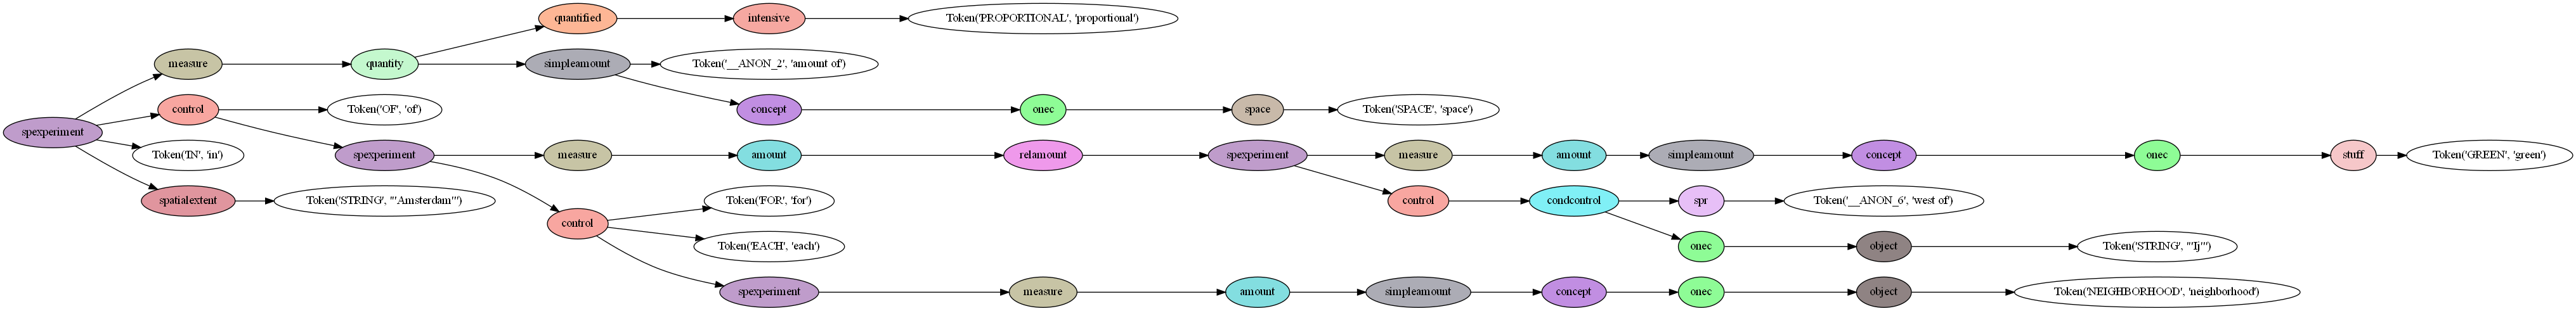 quantified intensive Token('PROPORTIONAL', 'proportional')
measure quantity simpleamount Token('__ANON_2', 'amount of')
control Token('OF', 'of') concept onec space Token('SPACE', 'space')
spexperiment
Token('IN', 'in') spexperiment measure amount relamount spexperiment measure amount simpleamount concept onec stuff Token('GREEN', 'green')
spatialextent Token('STRING', "'Amsterdam'") Token('FOR', 'for') control condcontrol spr Token('__ANON_6', 'west of')
control
Token('EACH', 'each') onec object Token('STRING', "'Ij'")
spexperiment measure amount simpleamount concept onec object Token('NEIGHBORHOOD', 'neighborhood')